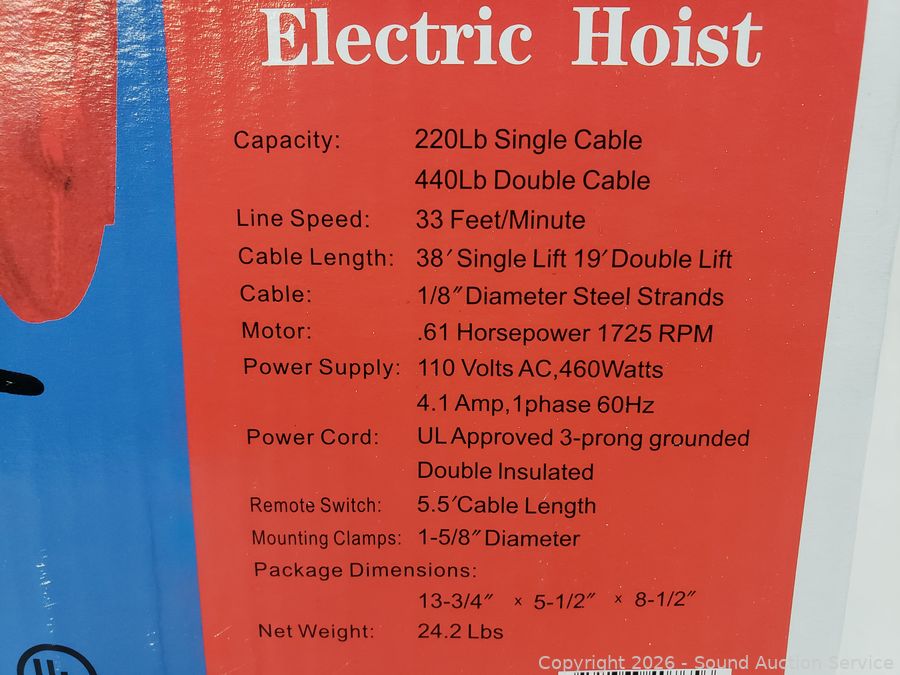 Electric Hoist
Capacity: 220Lb Single Cable
440Lb Double Cable
Line Speed: 33 Feet/Minute
Cable Length: 38′ Single Lift 19′ Double Lift
Cable: 1/8″ Diameter Steel Strands
Motor: .61 Horsepower 1725 RPM
Power Supply: 110 Volts AC,460Watts
4.1 Amp,1phase 60Hz
Power Cord: UL Approved 3-prong grounded
Double Insulated
Remote Switch: 5.5′ Cable Length
Mounting Clamps: 1-5/8″ Diameter
Package Dimensions:
13-3/4″ x 5-1/2″ x 8-1/2″
Net Weight: 24.2 Lbs
UL
Copyright 2026 - Sound Auction Service